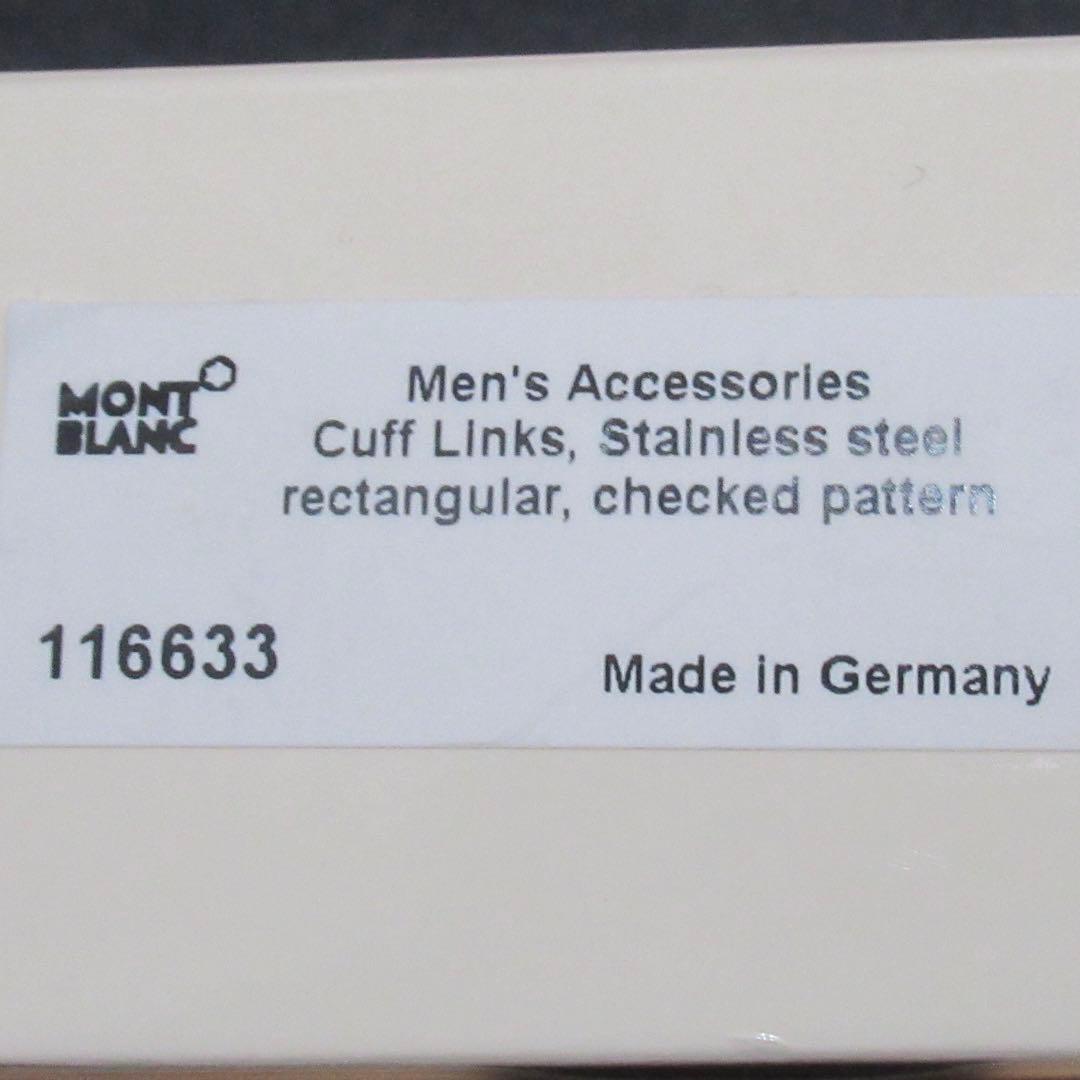 MONT
BLANC
Men's Accessories
Cuff Links, Stainless steel
rectangular, checked pattern
116633
Made in Germany